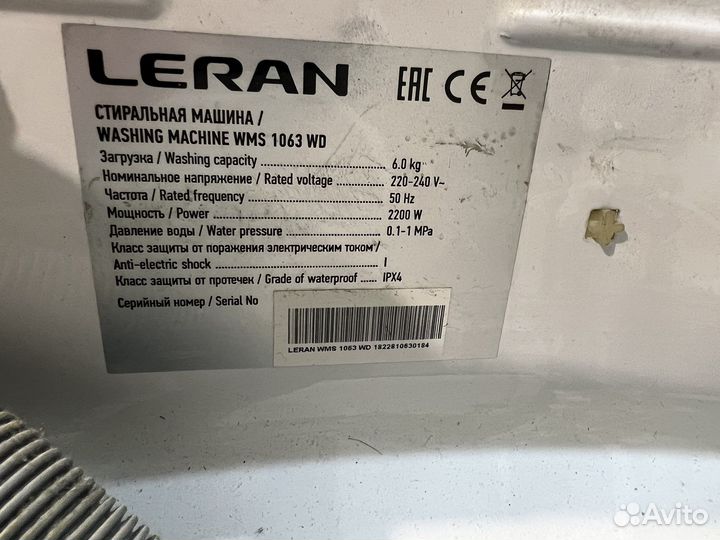 LERAN
EAC CE
СТИРАЛЬНАЯ МАШИНА /
WASHING MACHINE WMS 1063 WD
Загрузка / Washing capacity ........................ 6.0 kg
Номинальное напряжение / Rated voltage ......... 220-240 V~
Частота / Rated frequency ........................... 50 Hz
Мощность / Power .................................... 2200 W
Давление воды / Water pressure .................... 0.1-1 MPa
Класс защиты от поражения электрическим током /
Anti-electric shock .................................... I
Класс защиты от протечек / Grade of waterproof ..... IPX4
Серийный номер / Serial No
LERAN WMS 1063 WD 1822810630184
Avito